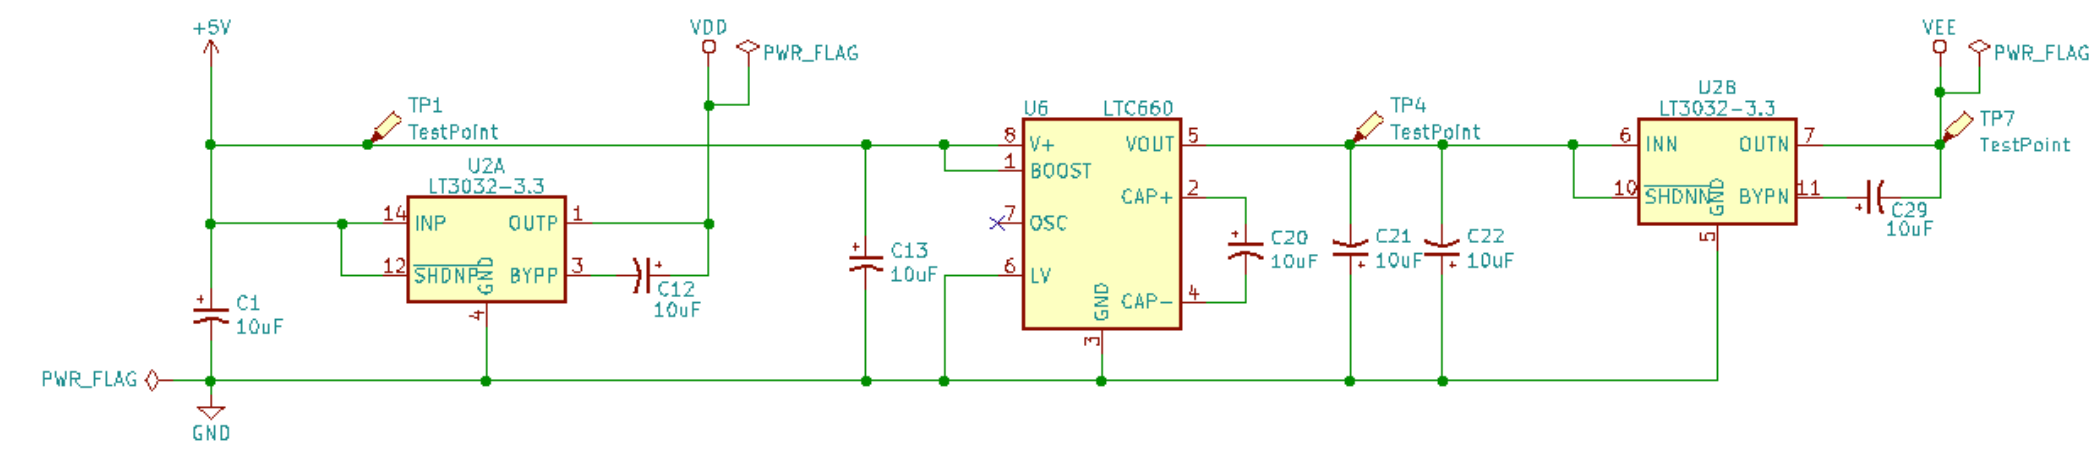 +5V
VDD
PWR_FLAG
VEE
PWR_FLAG
TP1
TestPoint
U6
LTC660
TP4
TestPoint
U2B
LT3032-3.3
TP7
TestPoint
8
V+
VOUT
5
1
BOOST
6
INN
OUTN
7
U2A
LT3032-3.3
CAP+
2
10
SHDNN
GND
BYPN
11
C29
10uF
14
INP
OUTP
1
7
OSC
5
12
SHDNP
GND
BYPP
3
C12
10uF
C13
10uF
C20
10uF
C21
10uF
C22
10uF
6
LV
GND
CAP-
4
C1
10uF
4
3
PWR_FLAG
GND